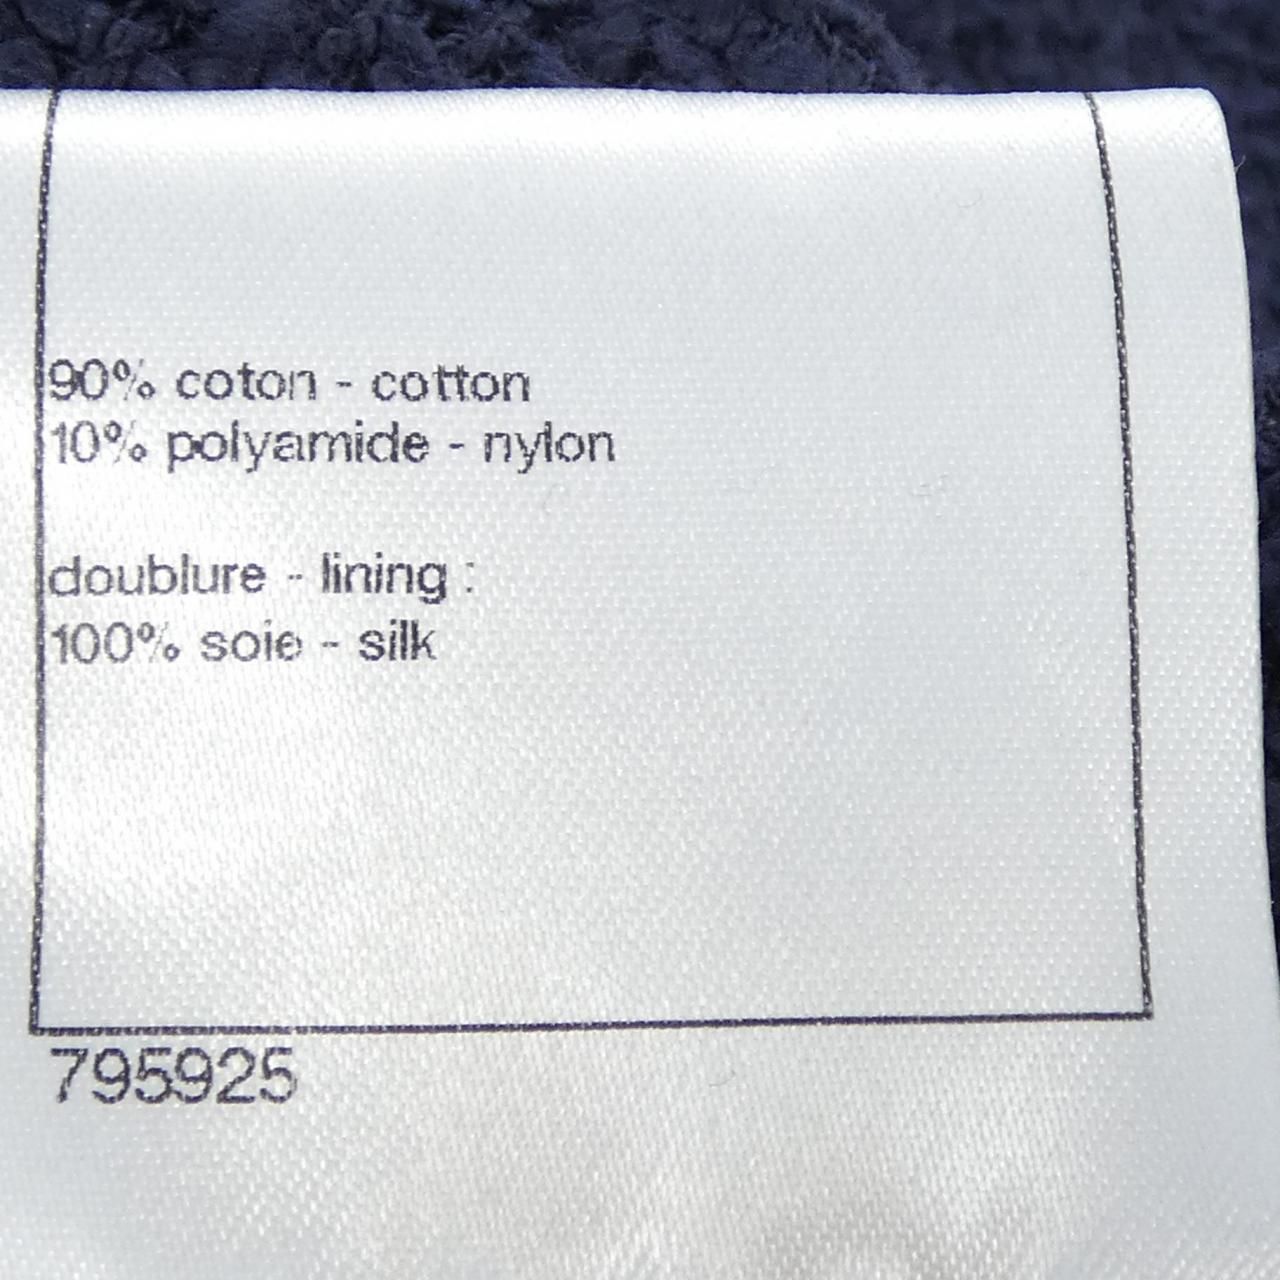 90% coton - cotton
10% polyamide - nylon
doublure - lining :
100% soie - silk
795925